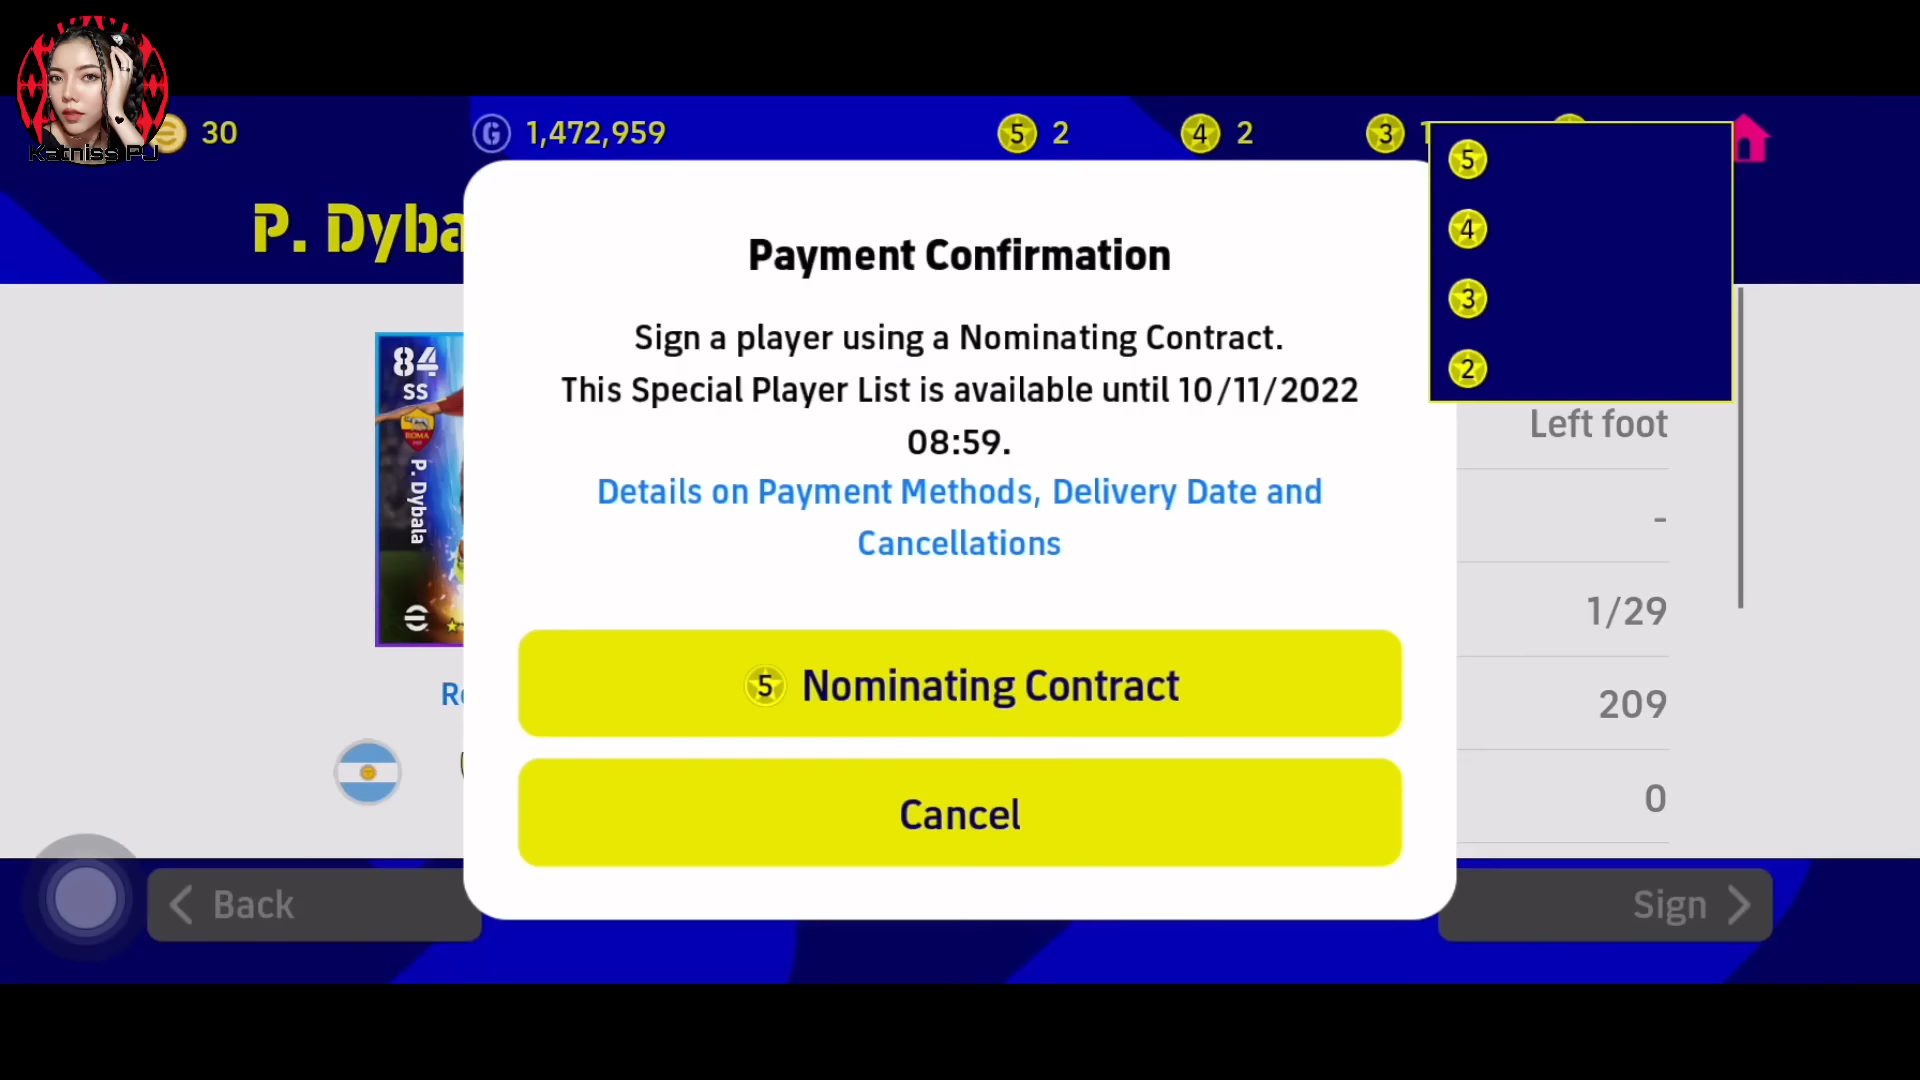 Katniss PJ
30
1,472,959
5 2
4 2
3
5
4
3
2
P. Dyba
84
SS
ROMA
P. Dybala
Payment Confirmation
Sign a player using a Nominating Contract.
This Special Player List is available until 10/11/2022
08:59.
Details on Payment Methods, Delivery Date and
Cancellations
5 Nominating Contract
Cancel
Left foot
-
1/29
209
0
Back
Sign